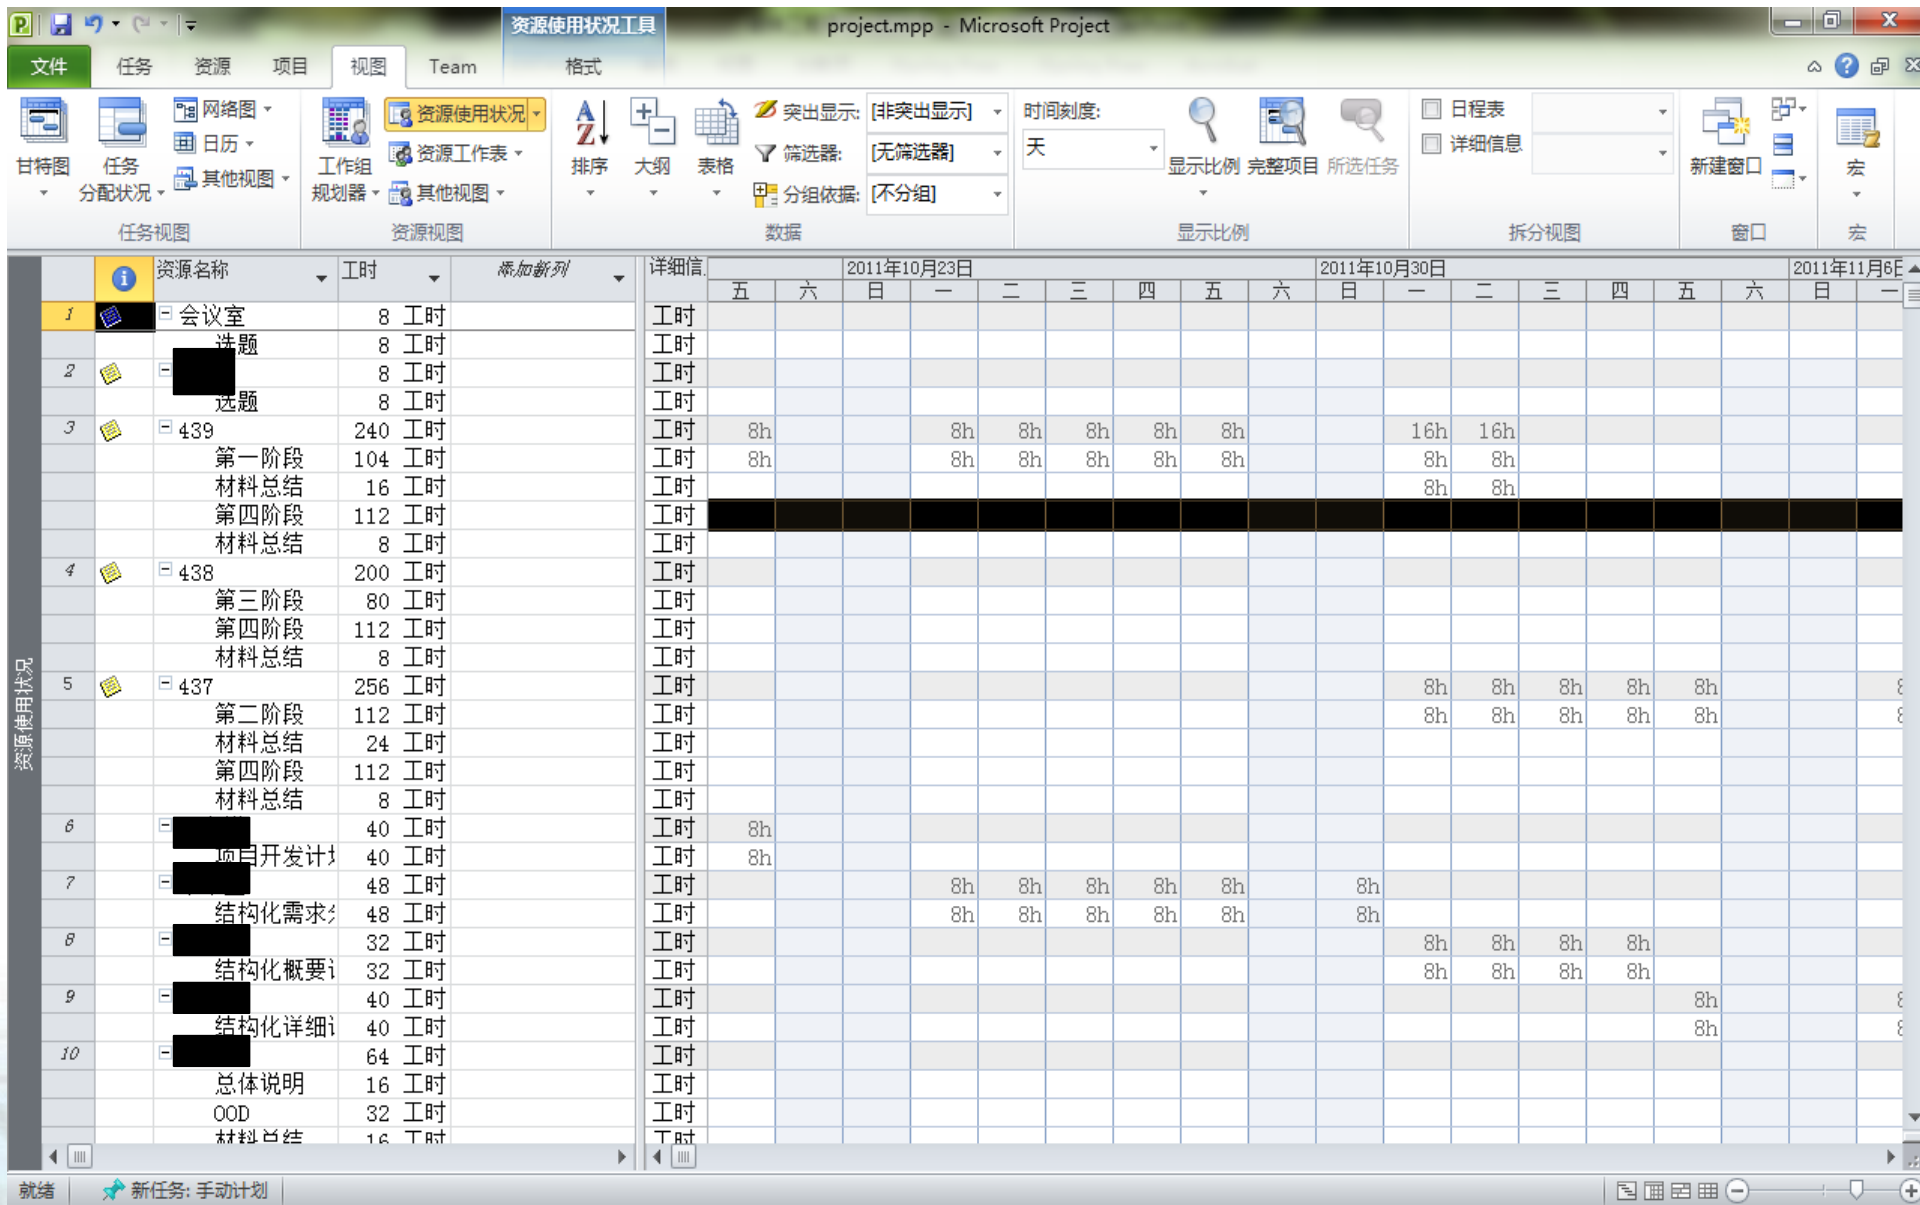 资源使用状况工具
project.mpp - Microsoft Project
文件 任务 资源 项目 视图 Team 格式
甘特图
任务
分配状况
网络图
日历
其他视图
任务视图
工作组
规划器
资源使用状况
资源工作表
其他视图
资源视图
排序
大纲
表格
突出显示: [非突出显示]
筛选器: [无筛选器]
分组依据: [不分组]
数据
时间刻度:
天
显示比例 完整项目 所选任务
显示比例
日程表
详细信息
拆分视图
新建窗口
窗口
宏
宏
资源名称 工时 添加新列 详细信 2011年10月23日 2011年10月30日 2011年11月6日
五 六 日 一 二 三 四 五 六 日 一 二 三 四 五 六 日 一
1 会议室 8 工时 工时
选题 8 工时 工时
2 8 工时 工时
选题 8 工时 工时
3 439 240 工时 工时 8h 8h 8h 8h 8h 8h 16h 16h
第一阶段 104 工时 工时 8h 8h 8h 8h 8h 8h 8h 8h
材料总结 16 工时 工时 8h 8h
第四阶段 112 工时 工时
材料总结 8 工时 工时
4 438 200 工时 工时
第三阶段 80 工时 工时
第四阶段 112 工时 工时
材料总结 8 工时 工时
5 437 256 工时 工时 8h 8h 8h 8h 8h
第二阶段 112 工时 工时 8h 8h 8h 8h 8h
材料总结 24 工时 工时
第四阶段 112 工时 工时
材料总结 8 工时 工时
6 40 工时 工时 8h
项目开发计 40 工时 工时 8h
7 48 工时 工时 8h 8h 8h 8h 8h 8h
结构化需求 48 工时 工时 8h 8h 8h 8h 8h 8h
8 32 工时 工时 8h 8h 8h 8h
结构化概要 32 工时 工时 8h 8h 8h 8h
9 40 工时 工时 8h
结构化详细 40 工时 工时 8h
10 64 工时 工时
总体说明 16 工时 工时
OOD 32 工时 工时
材料总结 16 工时 工时
资源使用状况
就绪 新任务: 手动计划